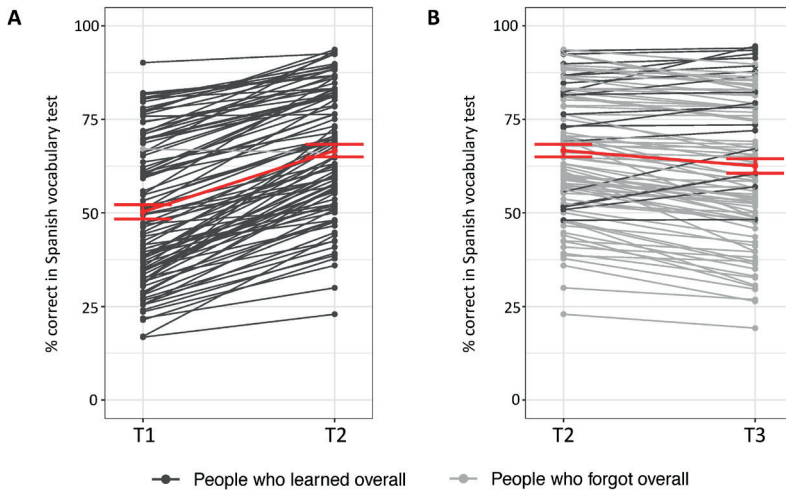 A
B
% correct in Spanish vocabulary test
100
75
50
25
0
T1
T2
% correct in Spanish vocabulary test
100
75
50
25
0
T2
T3
People who learned overall
People who forgot overall